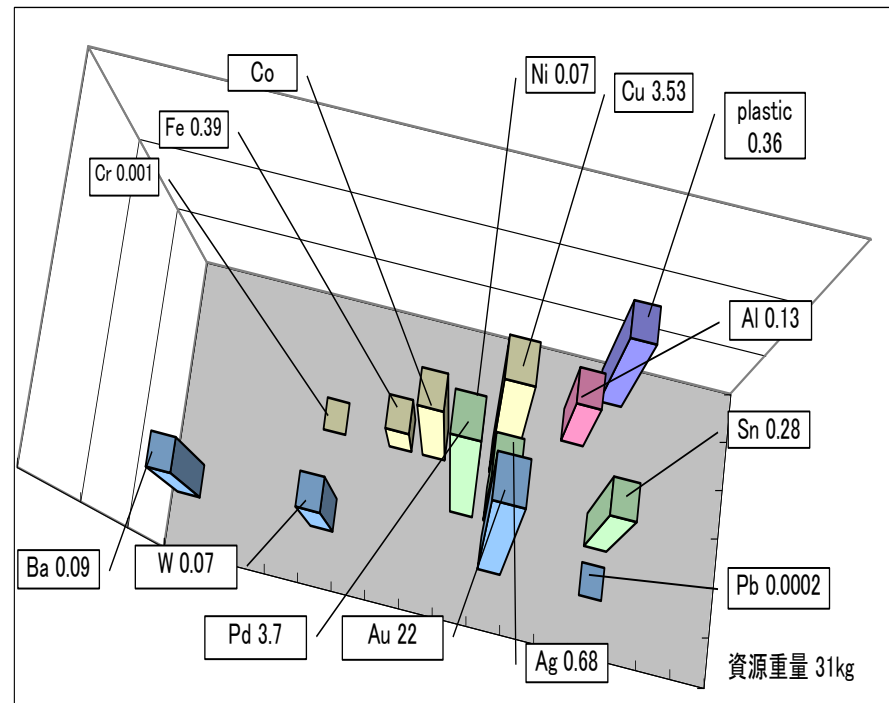 Co
Ni 0.07
Cu 3.53
plastic
0.36
Fe 0.39
Cr 0.001
Al 0.13
Sn 0.28
Ba 0.09
W 0.07
Pb 0.0002
Pd 3.7
Au 22
Ag 0.68
資源重量 31kg